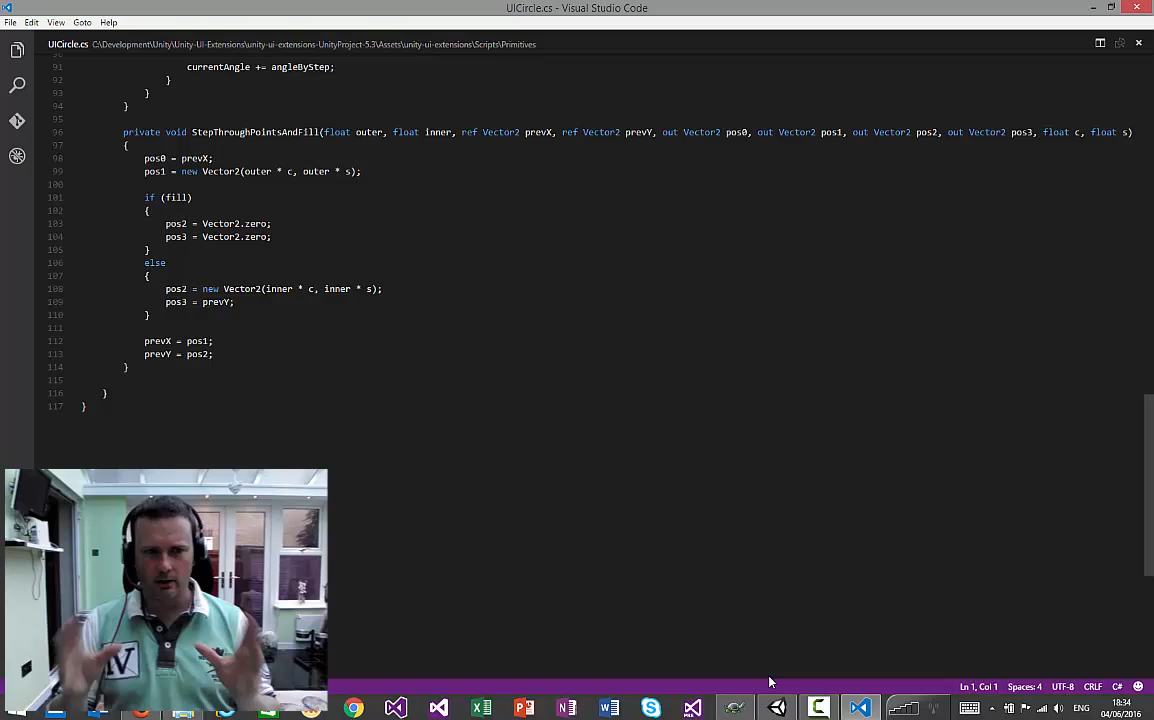 UICircle.cs - Visual Studio Code
File Edit View Goto Help
UICircle.cs C:\Development\Unity\Unity-UI-Extensions\unity-ui-extensions-UnityProject-5.3\Assets\unity-ui-extensions\Scripts\Primitives
91 currentAngle += angleByStep;
92 }
93 }
94 }
95
96 private void StepThroughPointsAndFill(float outer, float inner, ref Vector2 prevX, ref Vector2 prevY, out Vector2 pos0, out Vector2 pos1, out Vector2 pos2, out Vector2 pos3, float c, float s)
97 {
98 pos0 = prevX;
99 pos1 = new Vector2(outer * c, outer * s);
100
101 if (fill)
102 {
103 pos2 = Vector2.zero;
104 pos3 = Vector2.zero;
105 }
106 else
107 {
108 pos2 = new Vector2(inner * c, inner * s);
109 pos3 = prevY;
110 }
111
112 prevX = pos1;
113 prevY = pos2;
114 }
115
116 }
117 }
Ln 1, Col 1 Spaces: 4 UTF-8 CRLF C#
ENG
18:34
04/06/2016